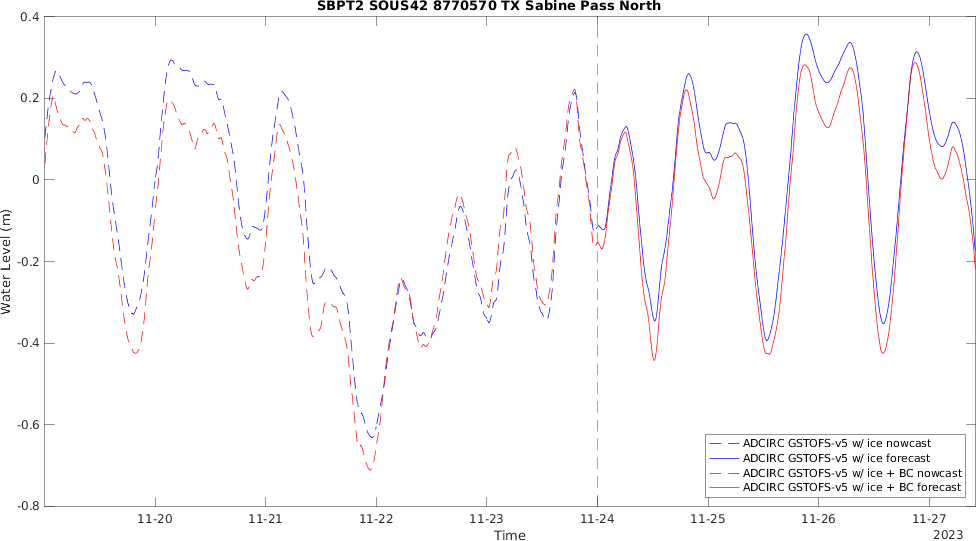 SBPT2 SOUS42 8770570 TX Sabine Pass North
0.4
0.2
0
-0.2
-0.4
-0.6
-0.8
Water Level (m)
11-20 11-21 11-22 11-23 11-24 11-25 11-26 11-27
Time
2023
ADCIRC GSTOFS-v5 w/ ice nowcast
ADCIRC GSTOFS-v5 w/ ice forecast
ADCIRC GSTOFS-v5 w/ ice + BC nowcast
ADCIRC GSTOFS-v5 w/ ice + BC forecast